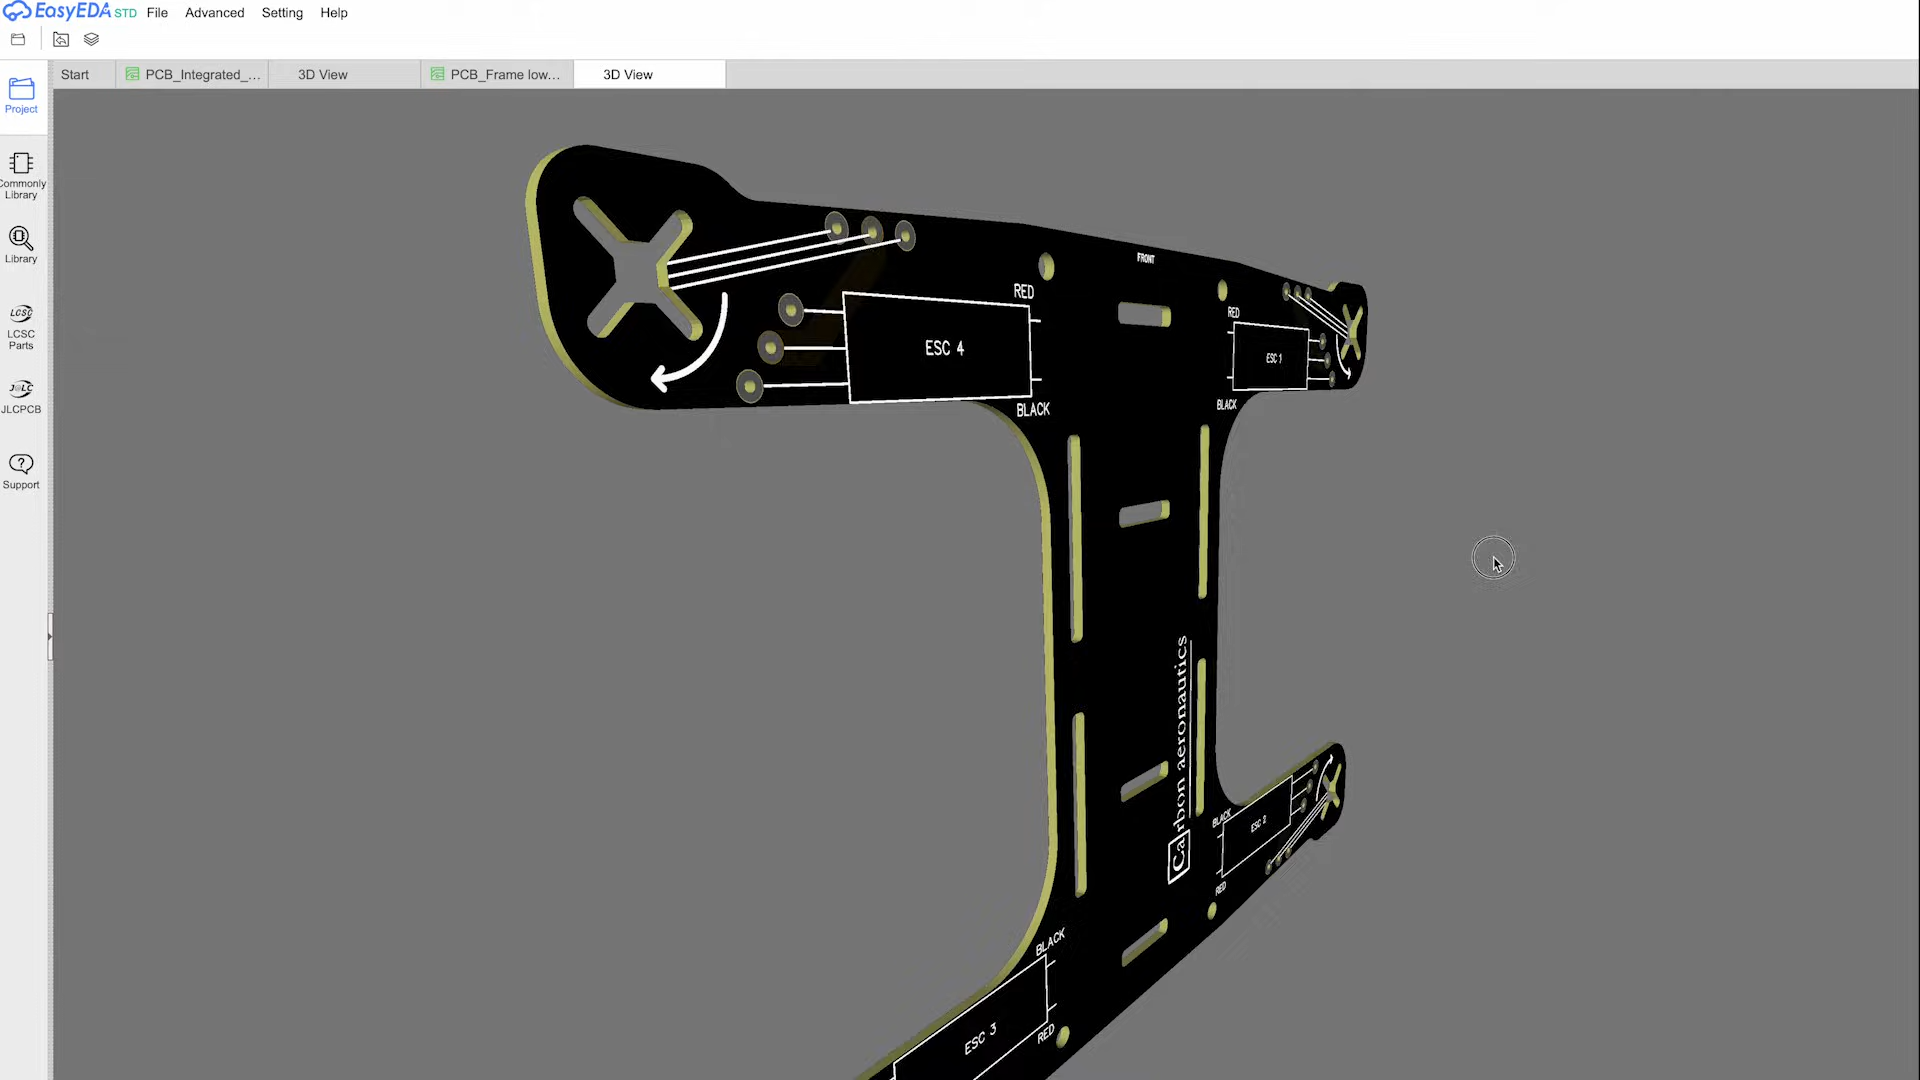 EasyEDA STD File Advanced Setting Help
Start PCB_Integrated_... 3D View PCB_Frame low... 3D View
Project
Commonly
Library
Library
LCSC
LCSC
Parts
J@LC
JLCPCB
Support
FRONT
RED
ESC 4
BLACK
RED
ESC 1
BLACK
Carbon aeronautics
BLACK
ESC 2
RED
BLACK
ESC 3
RED